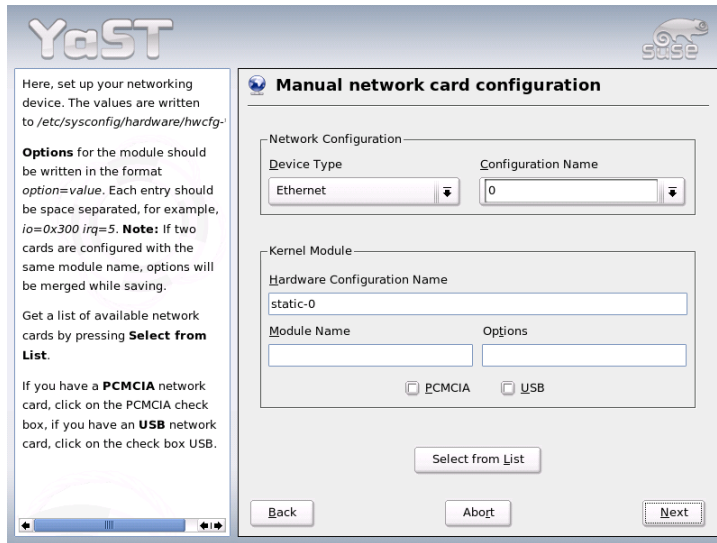 YaST
SUSE
Here, set up your networking
device. The values are written
to /etc/sysconfig/hardware/hwcfg-
Options for the module should
be written in the format
option=value. Each entry should
be space separated, for example,
io=0x300 irq=5. Note: If two
cards are configured with the
same module name, options will
be merged while saving.
Get a list of available network
cards by pressing Select from
List.
If you have a PCMCIA network
card, click on the PCMCIA check
box, if you have an USB network
card, click on the check box USB.
Manual network card configuration
Network Configuration
Device Type
Configuration Name
Ethernet
0
Kernel Module
Hardware Configuration Name
static-0
Module Name
Options
PCMCIA
USB
Select from List
Back
Abort
Next